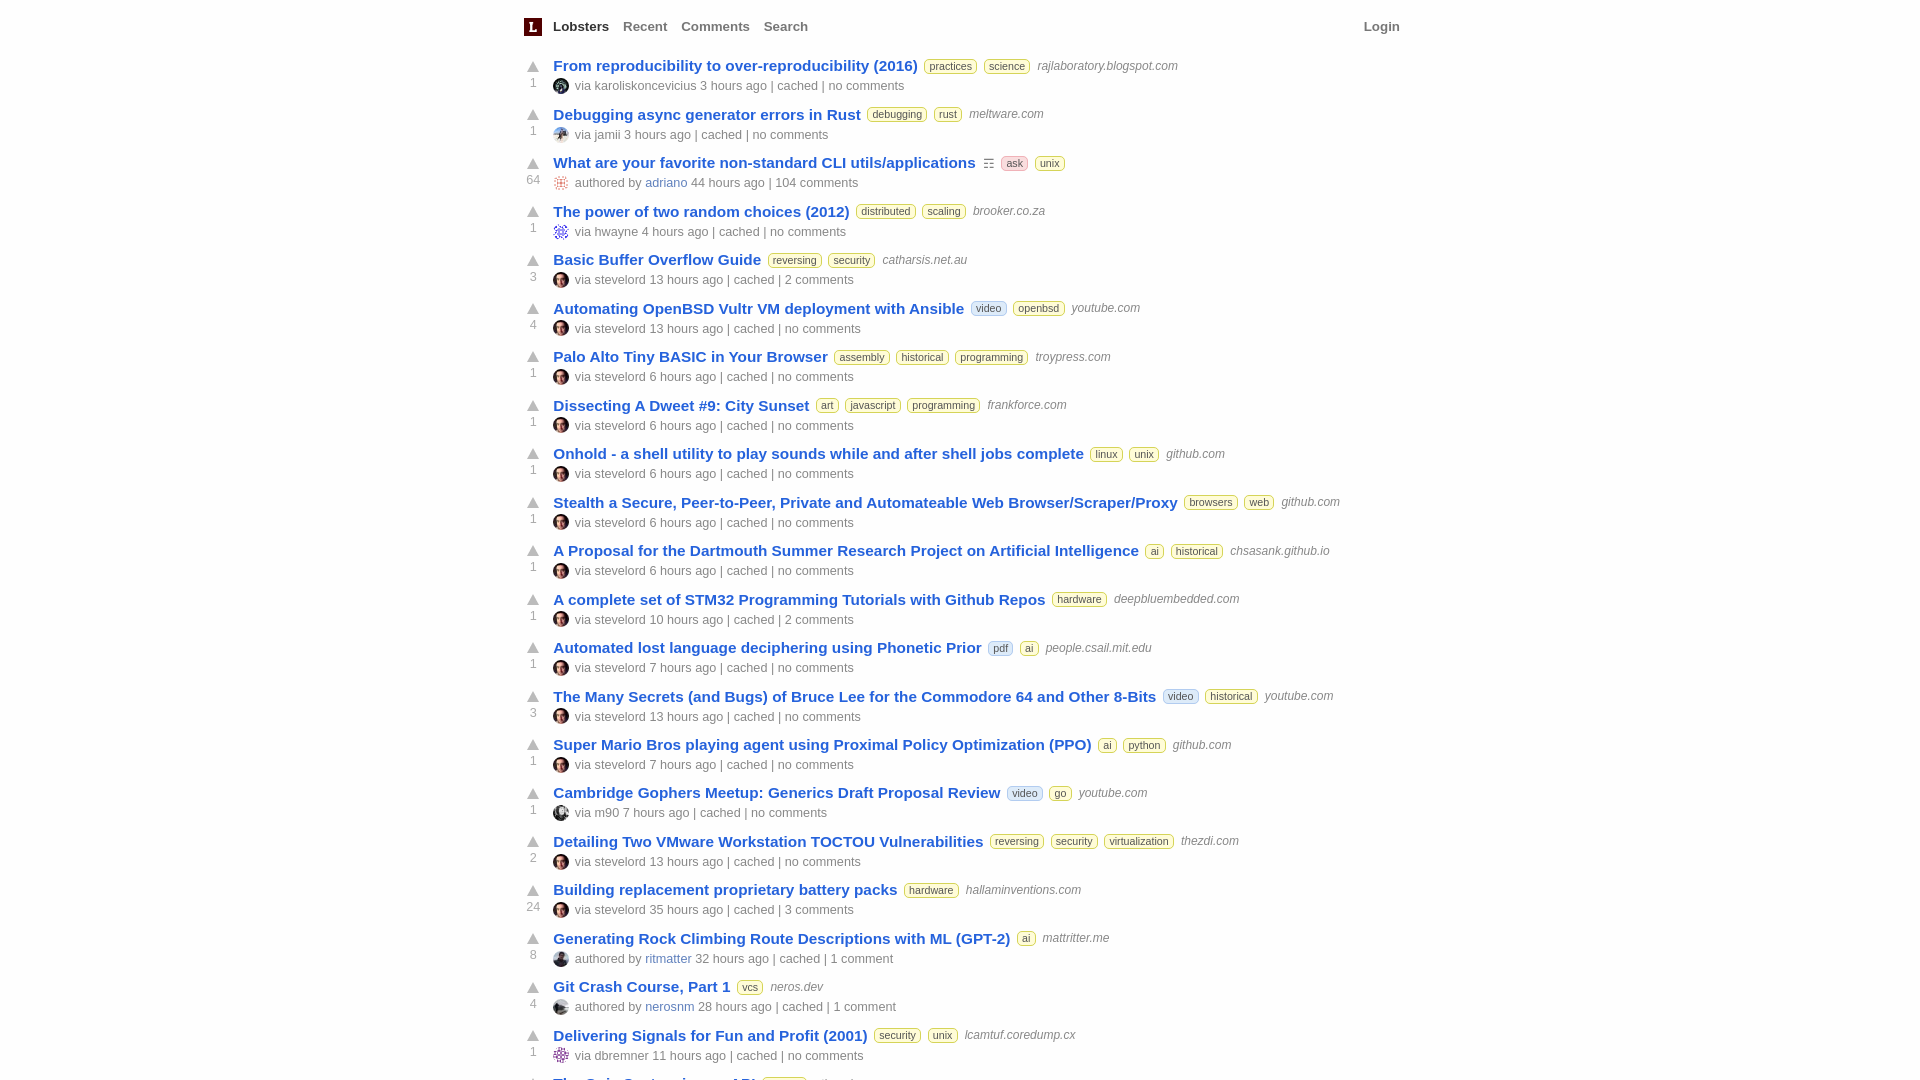 L Lobsters Recent Comments Search Login
From reproducibility to over-reproducibility (2016) practices science rajlaboratory.blogspot.com
1 via karoliskoncevicius 3 hours ago | cached | no comments
Debugging async generator errors in Rust debugging rust meltware.com
1 via jamii 3 hours ago | cached | no comments
What are your favorite non-standard CLI utils/applications ☶ ask unix
64 authored by adriano 44 hours ago | 104 comments
The power of two random choices (2012) distributed scaling brooker.co.za
1 via hwayne 4 hours ago | cached | no comments
Basic Buffer Overflow Guide reversing security catharsis.net.au
3 via stevelord 13 hours ago | cached | 2 comments
Automating OpenBSD Vultr VM deployment with Ansible video openbsd youtube.com
4 via stevelord 13 hours ago | cached | no comments
Palo Alto Tiny BASIC in Your Browser assembly historical programming troypress.com
1 via stevelord 6 hours ago | cached | no comments
Dissecting A Dweet #9: City Sunset art javascript programming frankforce.com
1 via stevelord 6 hours ago | cached | no comments
Onhold - a shell utility to play sounds while and after shell jobs complete linux unix github.com
1 via stevelord 6 hours ago | cached | no comments
Stealth a Secure, Peer-to-Peer, Private and Automateable Web Browser/Scraper/Proxy browsers web github.com
1 via stevelord 6 hours ago | cached | no comments
A Proposal for the Dartmouth Summer Research Project on Artificial Intelligence ai historical chsasank.github.io
1 via stevelord 6 hours ago | cached | no comments
A complete set of STM32 Programming Tutorials with Github Repos hardware deepbluembedded.com
1 via stevelord 10 hours ago | cached | 2 comments
Automated lost language deciphering using Phonetic Prior pdf ai people.csail.mit.edu
1 via stevelord 7 hours ago | cached | no comments
The Many Secrets (and Bugs) of Bruce Lee for the Commodore 64 and Other 8-Bits video historical youtube.com
3 via stevelord 13 hours ago | cached | no comments
Super Mario Bros playing agent using Proximal Policy Optimization (PPO) ai python github.com
1 via stevelord 7 hours ago | cached | no comments
Cambridge Gophers Meetup: Generics Draft Proposal Review video go youtube.com
1 via m90 7 hours ago | cached | no comments
Detailing Two VMware Workstation TOCTOU Vulnerabilities reversing security virtualization thezdi.com
2 via stevelord 13 hours ago | cached | no comments
Building replacement proprietary battery packs hardware hallaminventions.com
24 via stevelord 35 hours ago | cached | 3 comments
Generating Rock Climbing Route Descriptions with ML (GPT-2) ai mattritter.me
8 authored by ritmatter 32 hours ago | cached | 1 comment
Git Crash Course, Part 1 vcs neros.dev
4 authored by nerosnm 28 hours ago | cached | 1 comment
Delivering Signals for Fun and Profit (2001) security unix lcamtuf.coredump.cx
1 via dbremner 11 hours ago | cached | no comments